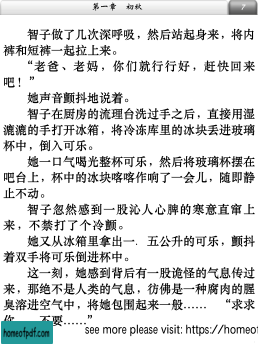 第一章 初秋 7
智子做了几次深呼吸，然后站起身来，将内
裤和短裤一起拉上来。
“老爸、老妈，你们就行行好，赶快回来
吧！”
她声音颤抖地说着。
智子在厨房的流理台洗过手之后，直接用湿
漉漉的手打开冰箱，将冷冻库里的冰块丢进玻璃
杯中，倒入可乐。
她一口气喝光整杯可乐，然后将玻璃杯摆在
吧台上，杯中的冰块喀喀作响了一会儿，随即静
止不动。
智子忽然感到一股沁人心脾的寒意直窜上
来，不禁打了个冷颤。
她又从冰箱里拿出一．五公升的可乐，颤抖
着双手将可乐倒进杯中。
这一刻，她感到背后有一股诡怪的气息传过
来，那绝不是人类的气息，彷佛是一种腐肉的腥
臭溶进空气中，将她包围起来一般…… “求求
你……不要……”
homeofpdf.com
see more please visit: https://homeof